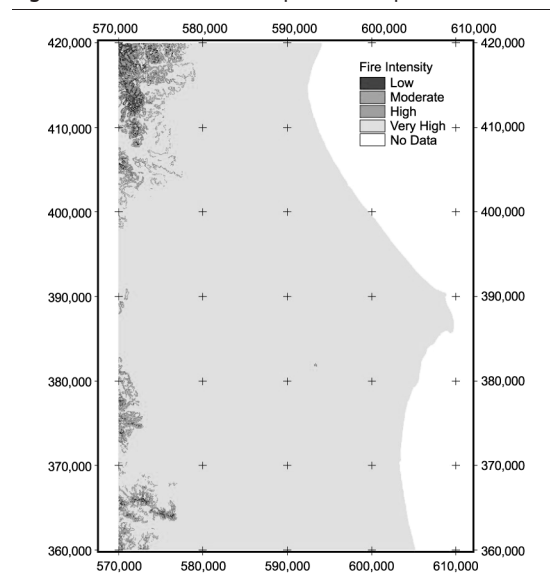 570,000 580,000 590,000 600,000 610,000
420,000 420,000
Fire Intensity
Low
Moderate
High
Very High
No Data
410,000 410,000
400,000 400,000
390,000 390,000
380,000 380,000
370,000 370,000
360,000 360,000
570,000 580,000 590,000 600,000 610,000